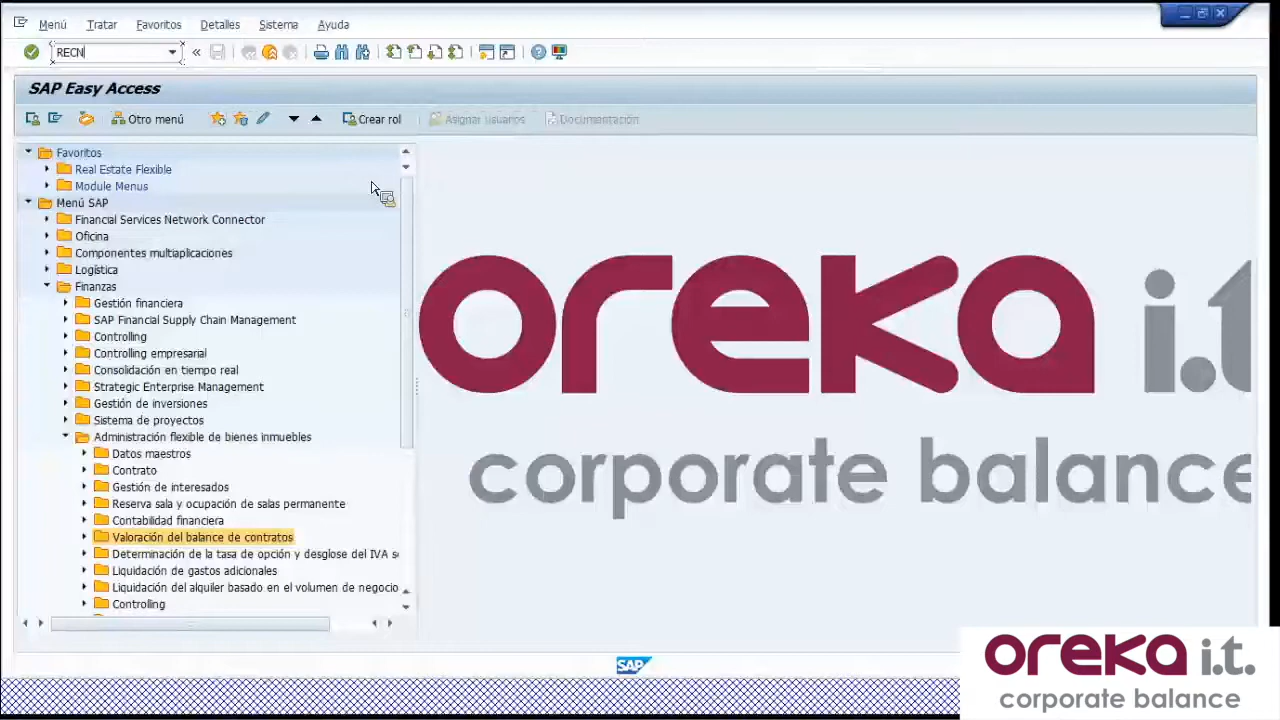 Menú Tratar Favoritos Detalles Sistema Ayuda
RECN
SAP Easy Access
Otro menú Crear rol Asignar usuarios Documentación
Favoritos
Real Estate Flexible
Module Menus
Menú SAP
Financial Services Network Connector
Oficina
Componentes multiaplicaciones
Logística
Finanzas
Gestión financiera
SAP Financial Supply Chain Management
Controlling
Controlling empresarial
Consolidación en tiempo real
Strategic Enterprise Management
Gestión de inversiones
Sistema de proyectos
Administración flexible de bienes inmuebles
Datos maestros
Contrato
Gestión de interesados
Reserva sala y ocupación de salas permanente
Contabilidad financiera
Valoración del balance de contratos
Determinación de la tasa de opción y desglose del IVA s
Liquidación de gastos adicionales
Liquidación del alquiler basado en el volumen de negocio
Controlling
oreka i.t.
corporate balance
SAP
oreka i.t.
corporate balance